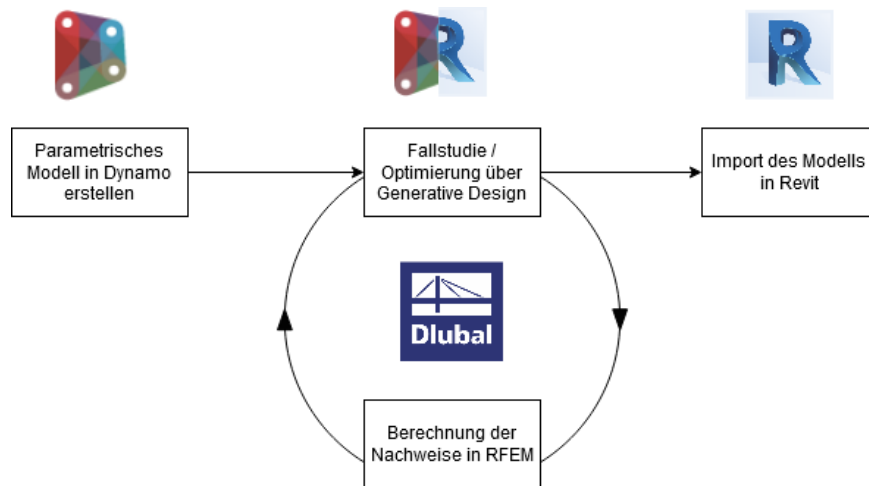 Parametrisches
Modell in Dynamo
erstellen
Fallstudie /
Optimierung über
Generative Design
Import des Modells
in Revit
Dlubal
Berechnung der
Nachweise in RFEM